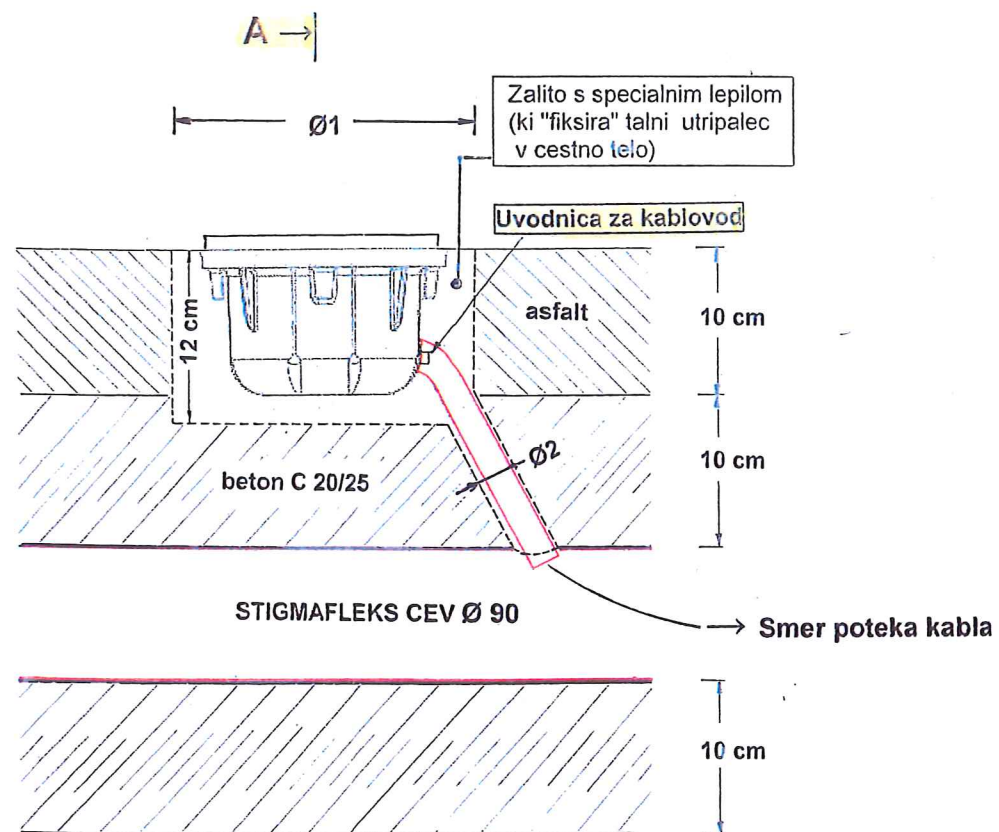 A
Ø1
Zalito s specialnim lepilom
(ki "fiksira" talni utripalec
v cestno telo)
Uvodnica za kablovod
12 cm
asfalt
10 cm
Ø2
beton C 20/25
10 cm
STIGMAFLEKS CEV Ø 90
Smer poteka kabla
10 cm